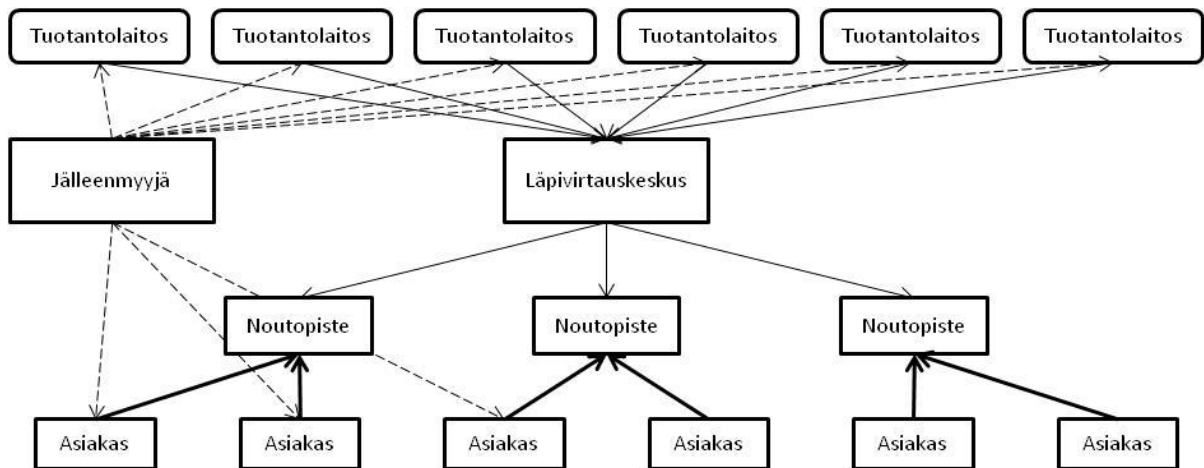 Tuotantolaitos Tuotantolaitos Tuotantolaitos Tuotantolaitos Tuotantolaitos Tuotantolaitos
Jälleenmyyjä Läpivirtauskeskus
Noutopiste Noutopiste Noutopiste
Asiakas Asiakas Asiakas Asiakas Asiakas Asiakas